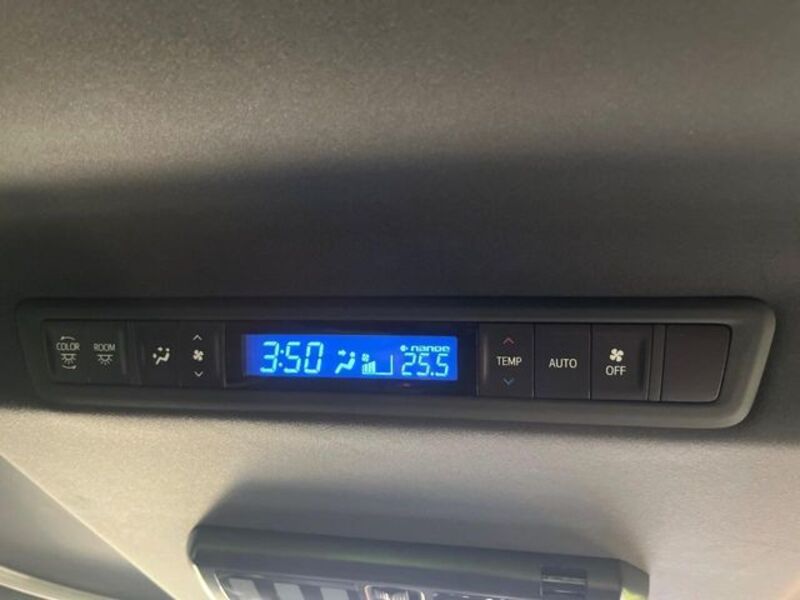 COLOR
ROOM
3:50
nanoe
25.5
TEMP
AUTO
OFF